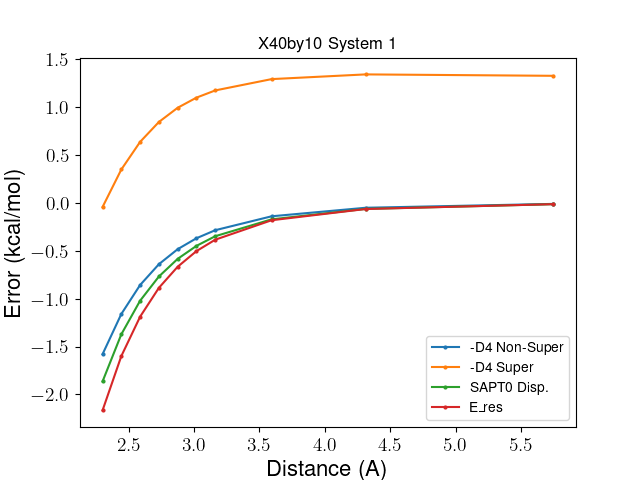 X40by10 System 1
Error (kcal/mol)
1.5
1.0
0.5
0.0
−0.5
−1.0
−1.5
−2.0
-D4 Non-Super
-D4 Super
SAPT0 Disp.
E_res
2.5 3.0 3.5 4.0 4.5 5.0 5.5
Distance (A)